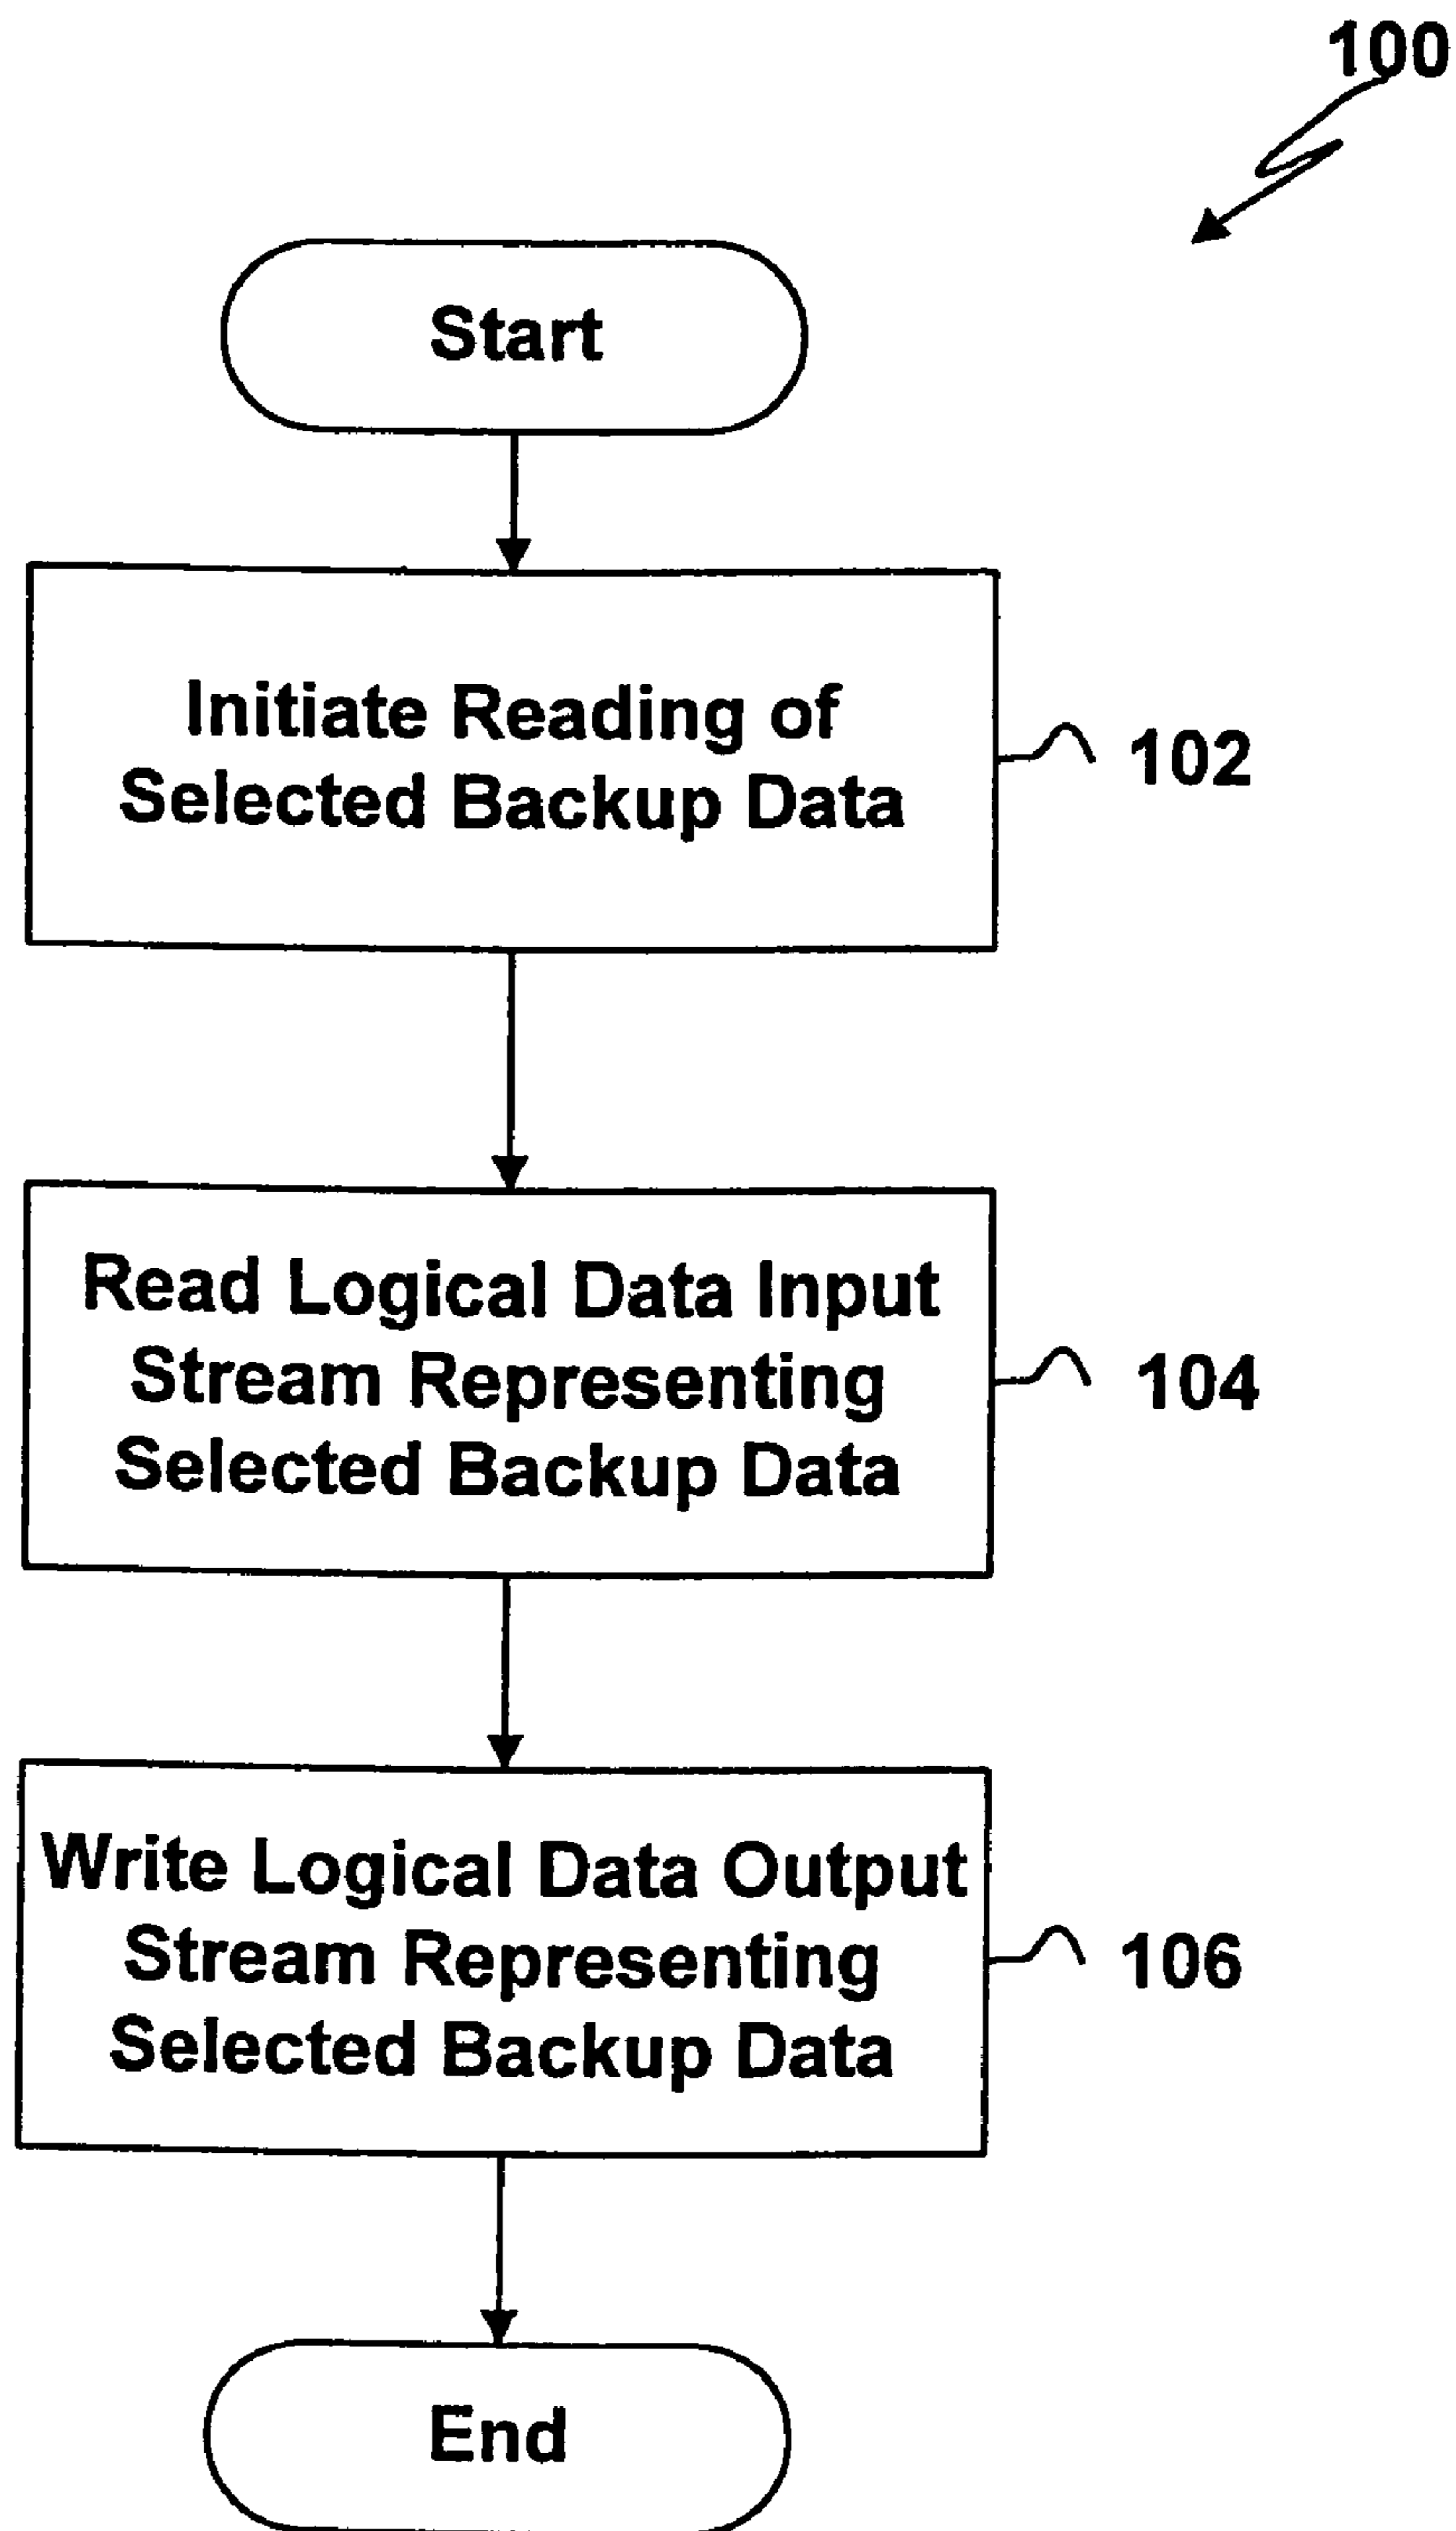 100
Start
Initiate Reading of
Selected Backup Data
102
Read Logical Data Input
Stream Representing
Selected Backup Data
104
Write Logical Data Output
Stream Representing
Selected Backup Data
106
End